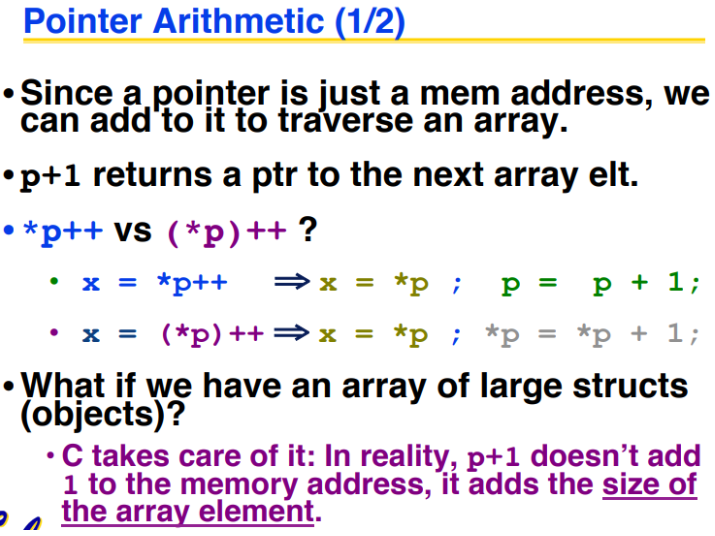 Pointer Arithmetic (1/2)
• Since a pointer is just a mem address, we
can add to it to traverse an array.
• p+1 returns a ptr to the next array elt.
• *p++ vs (*p)++ ?
• x = *p++ ⇒ x = *p ; p = p + 1;
• x = (*p)++ ⇒ x = *p ; *p = *p + 1;
• What if we have an array of large structs
(objects)?
• C takes care of it: In reality, p+1 doesn't add
1 to the memory address, it adds the size of
the array element.